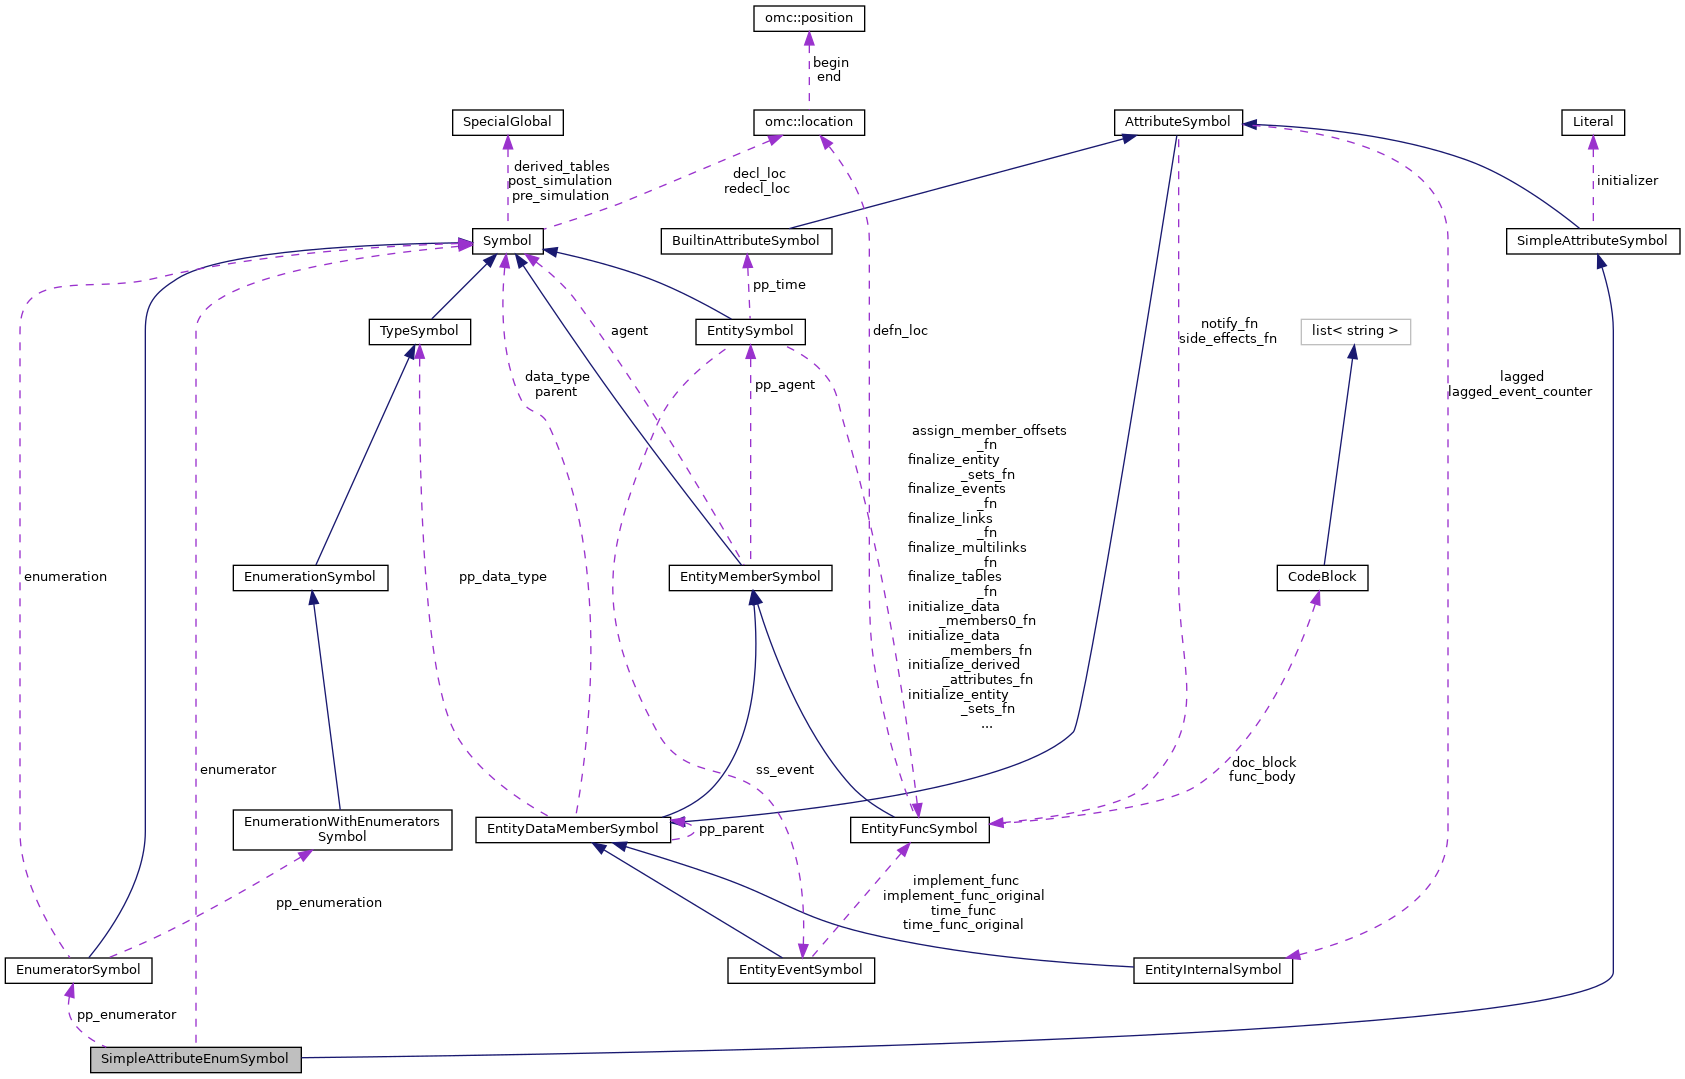 omc::position
begin
end
SpecialGlobal
omc::location
AttributeSymbol
Literal
derived_tables
post_simulation
pre_simulation
decl_loc
redecl_loc
initializer
Symbol
BuiltinAttributeSymbol
SimpleAttributeSymbol
pp_time
TypeSymbol
agent
EntitySymbol
defn_loc
notify_fn
side_effects_fn
list< string >
data_type
parent
pp_agent
lagged
lagged_event_counter
assign_member_offsets
_fn
finalize_entity
_sets_fn
finalize_events
_fn
finalize_links
_fn
finalize_multilinks
_fn
finalize_tables
_fn
initialize_data
_members0_fn
initialize_data
_members_fn
initialize_derived
_attributes_fn
initialize_entity
_sets_fn
...
enumeration
EnumerationSymbol
pp_data_type
EntityMemberSymbol
CodeBlock
enumerator
ss_event
doc_block
func_body
EnumerationWithEnumerators
Symbol
EntityDataMemberSymbol
pp_parent
EntityFuncSymbol
pp_enumeration
implement_func
implement_func_original
time_func
time_func_original
EnumeratorSymbol
EntityEventSymbol
EntityInternalSymbol
pp_enumerator
SimpleAttributeEnumSymbol